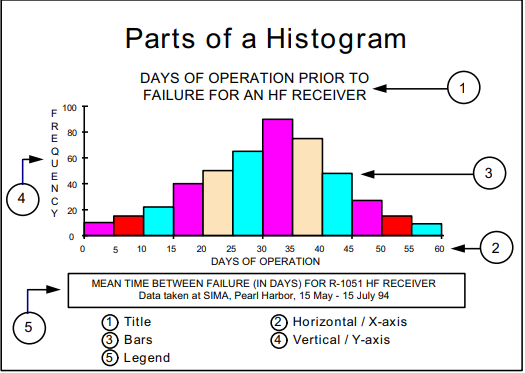 Parts of a Histogram
DAYS OF OPERATION PRIOR TO
FAILURE FOR AN HF RECEIVER
1
FREQUENCY
100
80
60
40
20
0
3
4
2
0 5 10 15 20 25 30 35 40 45 50 55 60
DAYS OF OPERATION
MEAN TIME BETWEEN FAILURE (IN DAYS) FOR R-1051 HF RECEIVER
Data taken at SIMA, Pearl Harbor, 15 May - 15 July 94
5
1 Title
2 Horizontal / X-axis
3 Bars
4 Vertical / Y-axis
5 Legend